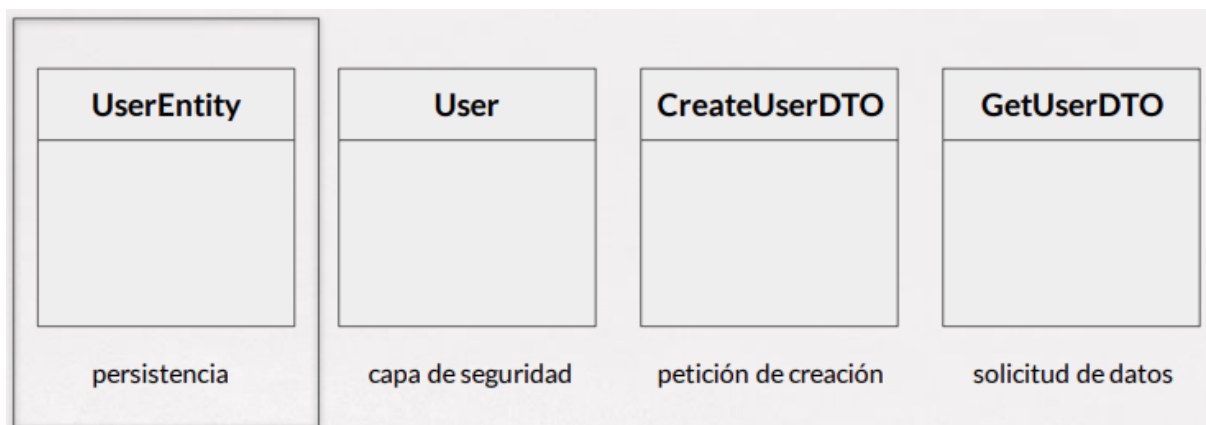 UserEntity
User
CreateUserDTO
GetUserDTO
persistencia
capa de seguridad
petición de creación
solicitud de datos